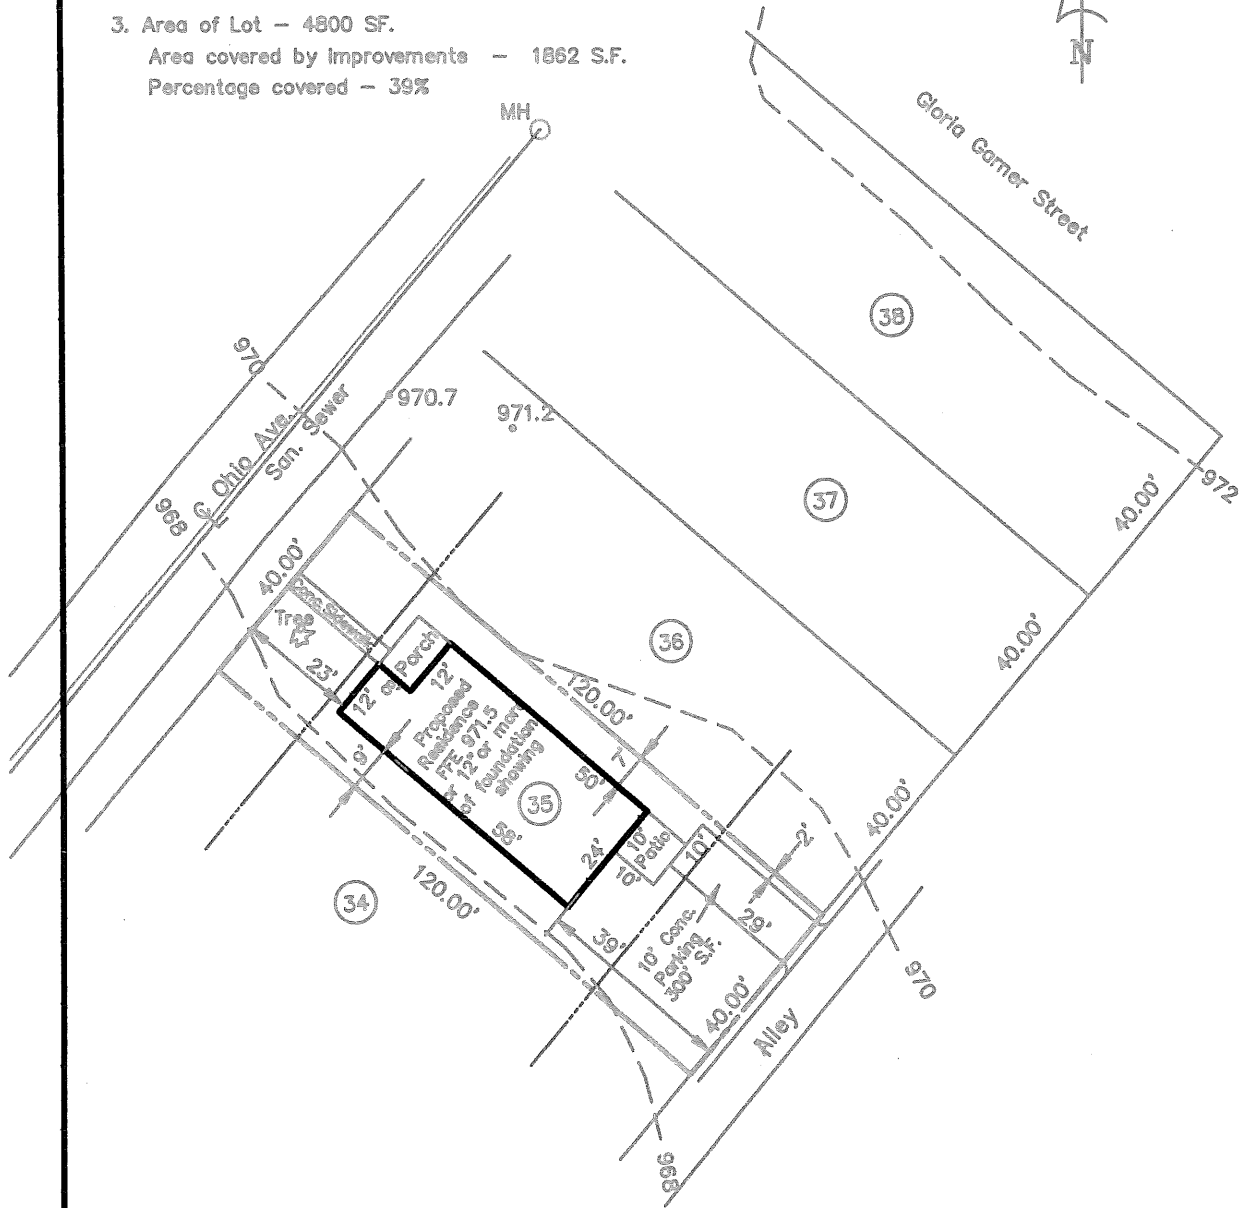 3. Area of Lot - 4800 SF.
Area covered by Improvements - 1862 S.F.
Percentage covered - 39%
N
MH
Gloria Garner Street
38
970
970.7
971.2
℄ Ohio Ave.
San. Sewer
968
37
40.00'
972
40.00'
Conc. Sidewalk
Tree
Porch
36
40.00'
23'
12'
8'
12'
Proposed
Residence
FFE 971.5
12" or more
foundation
showing
120.00'
7'
9'
50'
35
58'
24'
10'
Patio
10'
10'
2'
40.00'
34
120.00'
39'
29'
10' Conc.
Parking
300 S.F.
40.00'
Alley
970
968